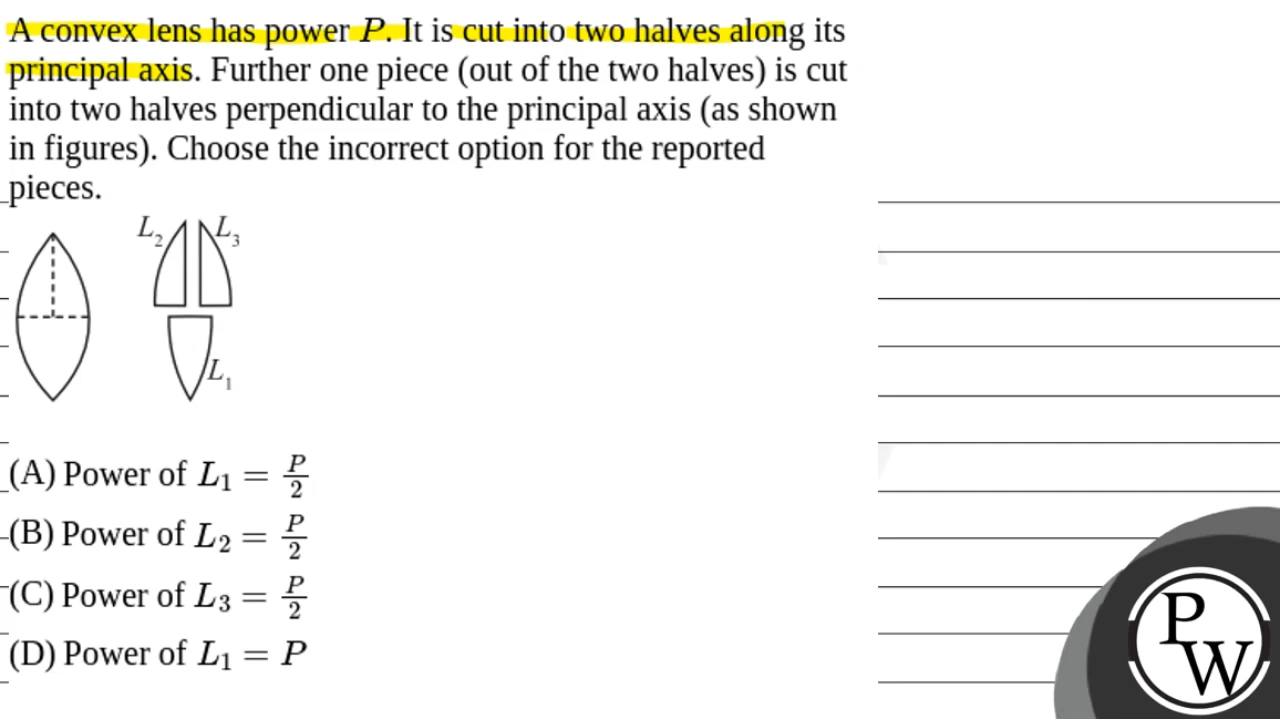 A convex lens has power P. It is cut into two halves along its
principal axis. Further one piece (out of the two halves) is cut
into two halves perpendicular to the principal axis (as shown
in figures). Choose the incorrect option for the reported
pieces.
L₂ L₃
L₁
(A) Power of L₁ = P/2
(B) Power of L₂ = P/2
(C) Power of L₃ = P/2
(D) Power of L₁ = P
PW